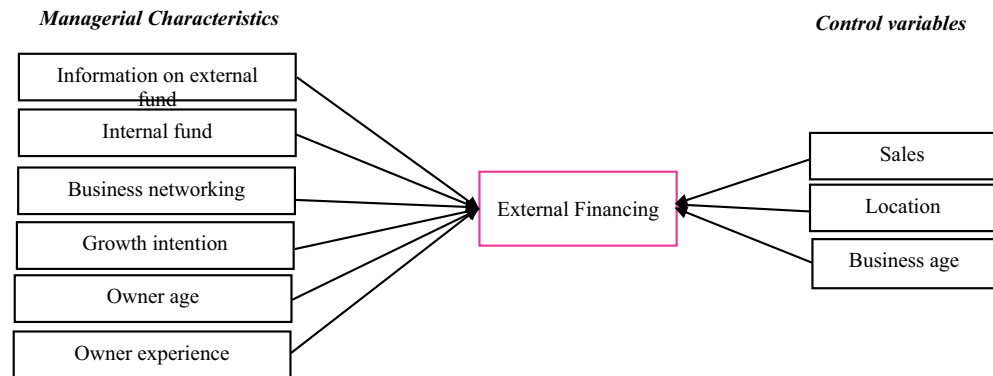 Managerial Characteristics
Information on external
fund
Internal fund
Business networking
Growth intention
Owner age
Owner experience
External Financing
Control variables
Sales
Location
Business age